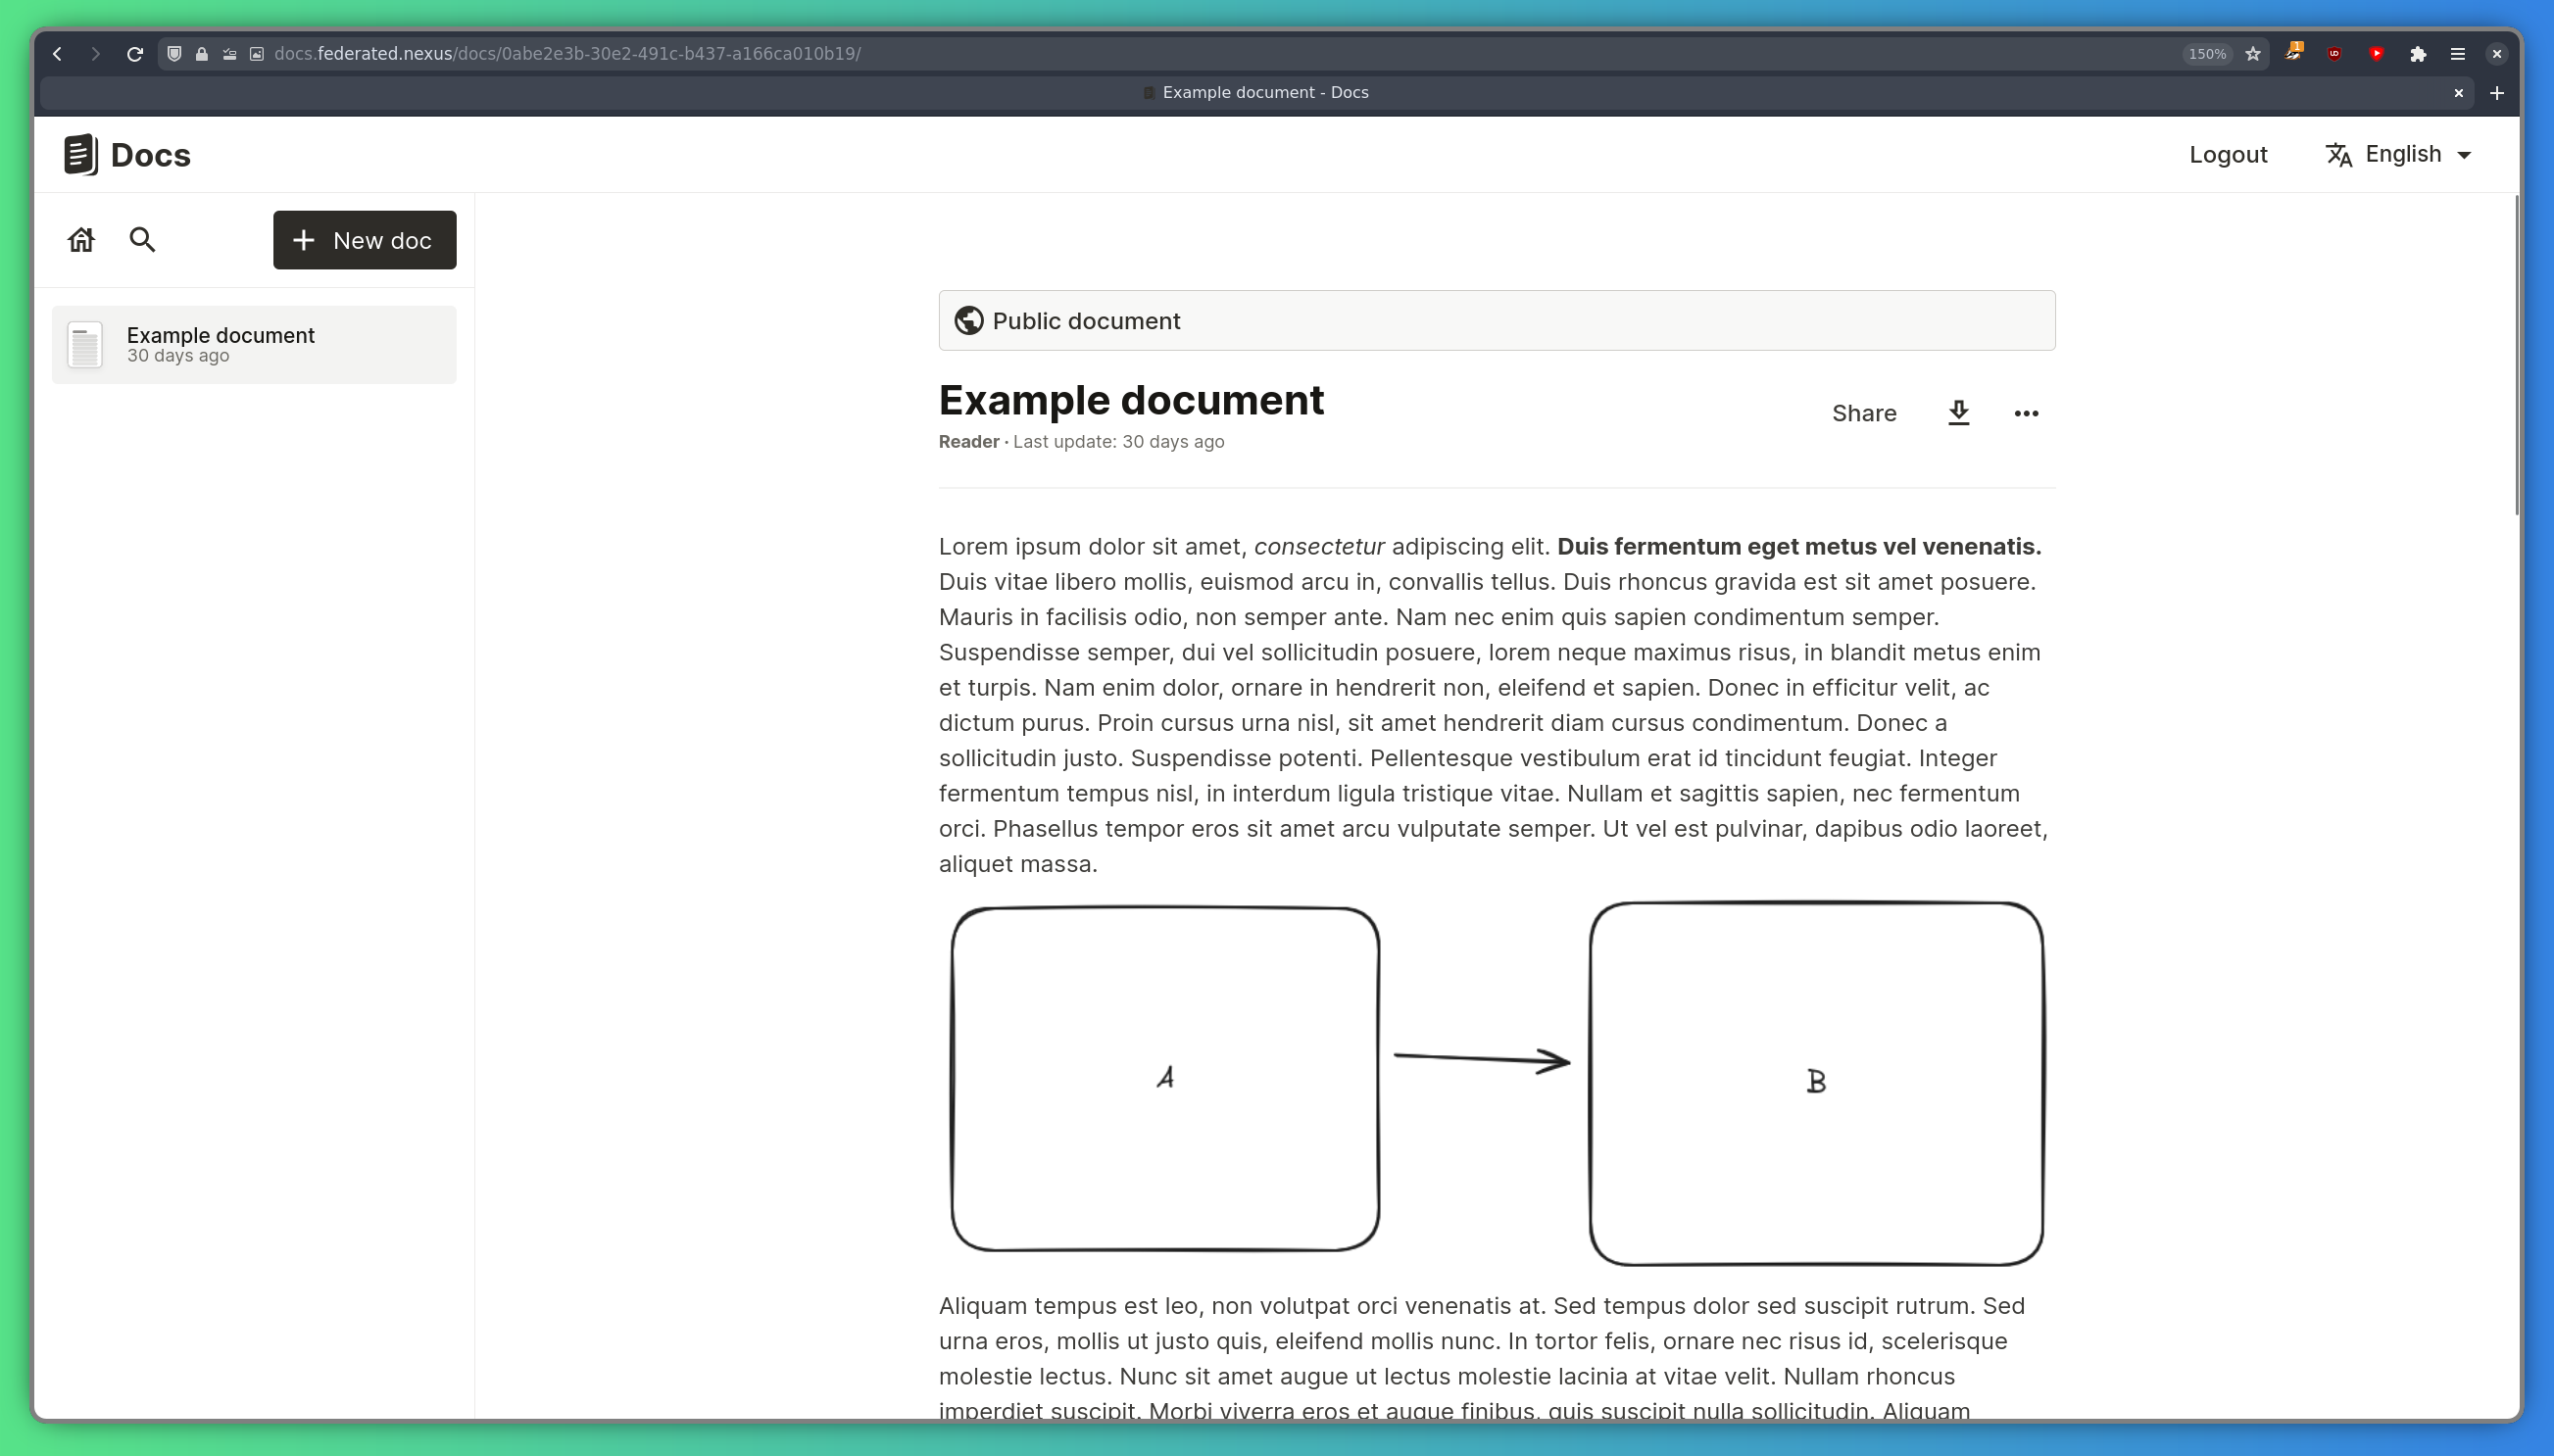 docs.federated.nexus/docs/0abe2e3b-30e2-491c-b437-a166ca010b19/
150%
1
Example document - Docs
Docs
Logout
English
New doc
Example document
30 days ago
Public document
Example document
Share
Reader · Last update: 30 days ago
Lorem ipsum dolor sit amet, consectetur adipiscing elit. Duis fermentum eget metus vel venenatis.
Duis vitae libero mollis, euismod arcu in, convallis tellus. Duis rhoncus gravida est sit amet posuere.
Mauris in facilisis odio, non semper ante. Nam nec enim quis sapien condimentum semper.
Suspendisse semper, dui vel sollicitudin posuere, lorem neque maximus risus, in blandit metus enim
et turpis. Nam enim dolor, ornare in hendrerit non, eleifend et sapien. Donec in efficitur velit, ac
dictum purus. Proin cursus urna nisl, sit amet hendrerit diam cursus condimentum. Donec a
sollicitudin justo. Suspendisse potenti. Pellentesque vestibulum erat id tincidunt feugiat. Integer
fermentum tempus nisl, in interdum ligula tristique vitae. Nullam et sagittis sapien, nec fermentum
orci. Phasellus tempor eros sit amet arcu vulputate semper. Ut vel est pulvinar, dapibus odio laoreet,
aliquet massa.
A
B
Aliquam tempus est leo, non volutpat orci venenatis at. Sed tempus dolor sed suscipit rutrum. Sed
urna eros, mollis ut justo quis, eleifend mollis nunc. In tortor felis, ornare nec risus id, scelerisque
molestie lectus. Nunc sit amet augue ut lectus molestie lacinia at vitae velit. Nullam rhoncus
imperdiet suscipit. Morbi viverra eros et augue finibus, quis suscipit nulla sollicitudin. Aliquam